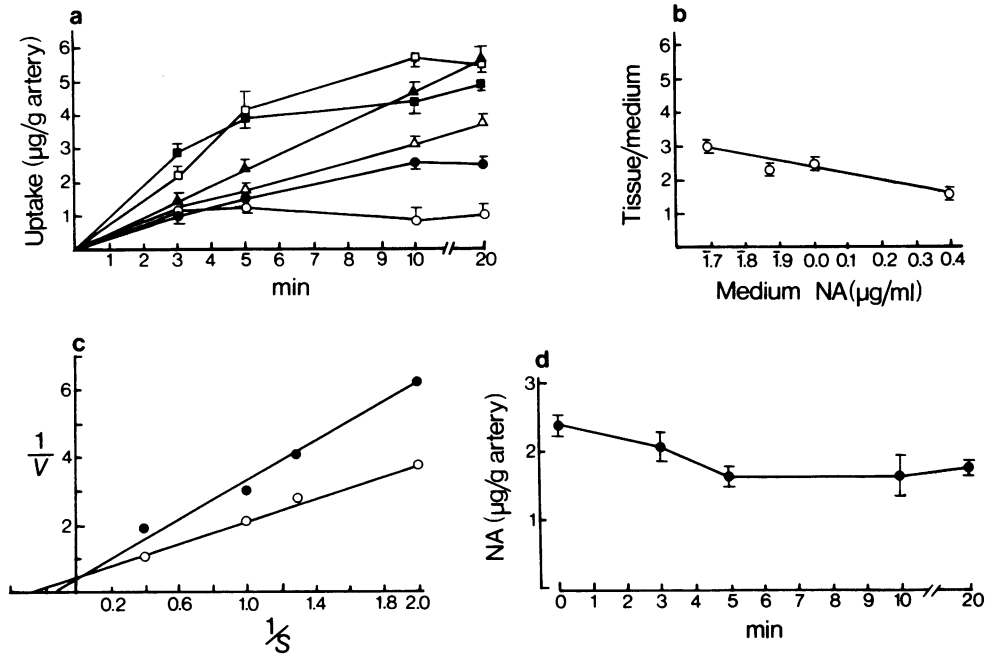 a
Uptake (µg/g artery)
6
5
4
3
2
1
1 2 3 4 5 6 7 8 9 10 20
min
b
Tissue/medium
6
5
4
3
2
1
1̄.7 1̄.8 1̄.9 0.0 0.1 0.2 0.3 0.4
Medium NA(µg/ml)
c
1/V
6
4
2
0.2 0.6 1.0 1.4 1.8 2.0
1/S
d
NA (µg/g artery)
3
2
1
0 1 2 3 4 5 6 7 8 9 10 20
min